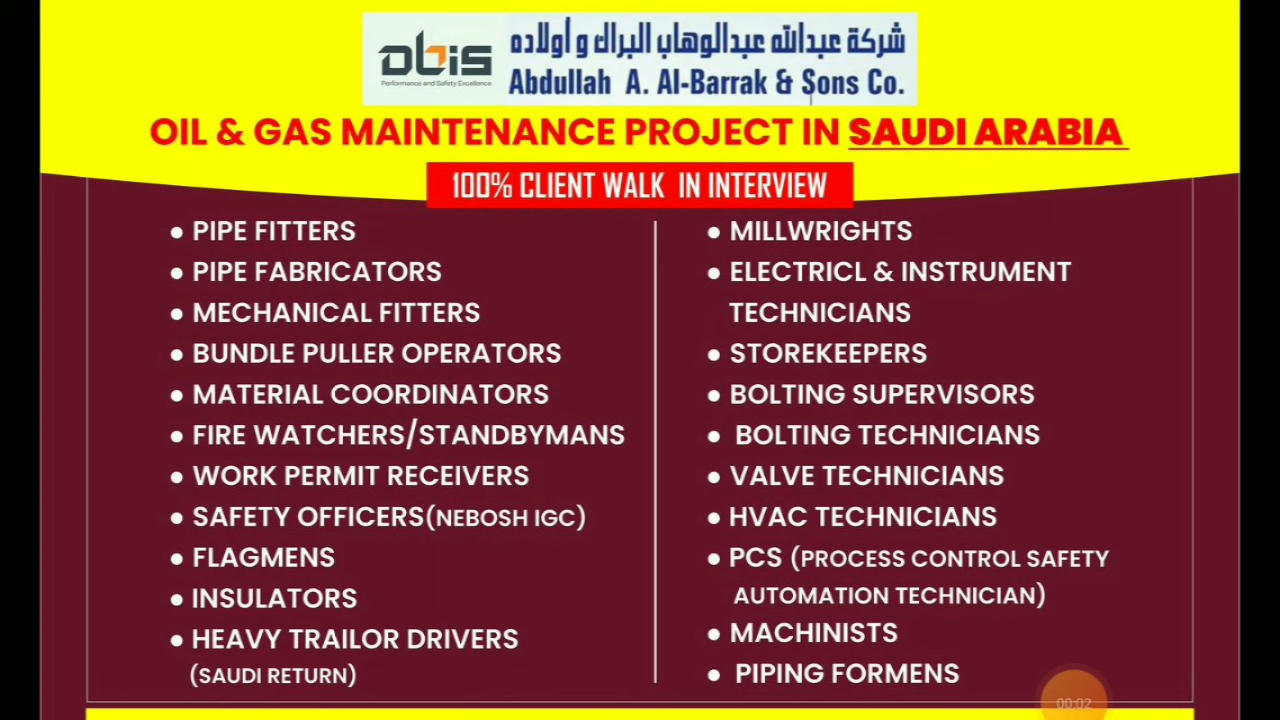 شركة عبدالله عبدالوهاب البراك و أولاده
Obis
Performance and Safety Excellence
Abdullah A. Al-Barrak & Sons Co.
OIL & GAS MAINTENANCE PROJECT IN SAUDI ARABIA
100% CLIENT WALK IN INTERVIEW
• PIPE FITTERS
• PIPE FABRICATORS
• MECHANICAL FITTERS
• BUNDLE PULLER OPERATORS
• MATERIAL COORDINATORS
• FIRE WATCHERS/STANDBYMANS
• WORK PERMIT RECEIVERS
• SAFETY OFFICERS(NEBOSH IGC)
• FLAGMENS
• INSULATORS
• HEAVY TRAILOR DRIVERS
(SAUDI RETURN)
• MILLWRIGHTS
• ELECTRICL & INSTRUMENT
TECHNICIANS
• STOREKEEPERS
• BOLTING SUPERVISORS
• BOLTING TECHNICIANS
• VALVE TECHNICIANS
• HVAC TECHNICIANS
• PCS (PROCESS CONTROL SAFETY
AUTOMATION TECHNICIAN)
• MACHINISTS
• PIPING FORMENS
00:02